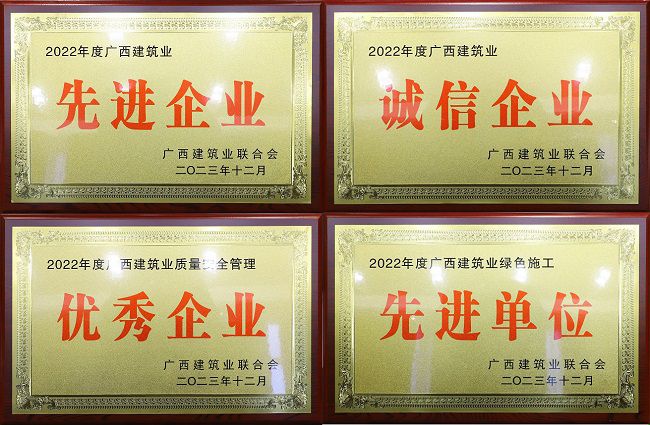 2022年度广西建筑业
先进企业
广西建筑业联合会
二〇二三年十二月
2022年度广西建筑业
诚信企业
广西建筑业联合会
二〇二三年十二月
2022年度广西建筑业质量安全管理
优秀企业
广西建筑业联合会
二〇二三年十二月
2022年度广西建筑业绿色施工
先进单位
广西建筑业联合会
二〇二三年十二月